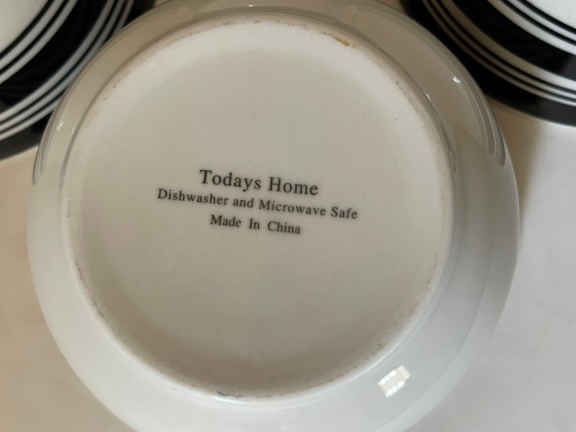 Todays Home
Dishwasher and Microwave Safe
Made In China